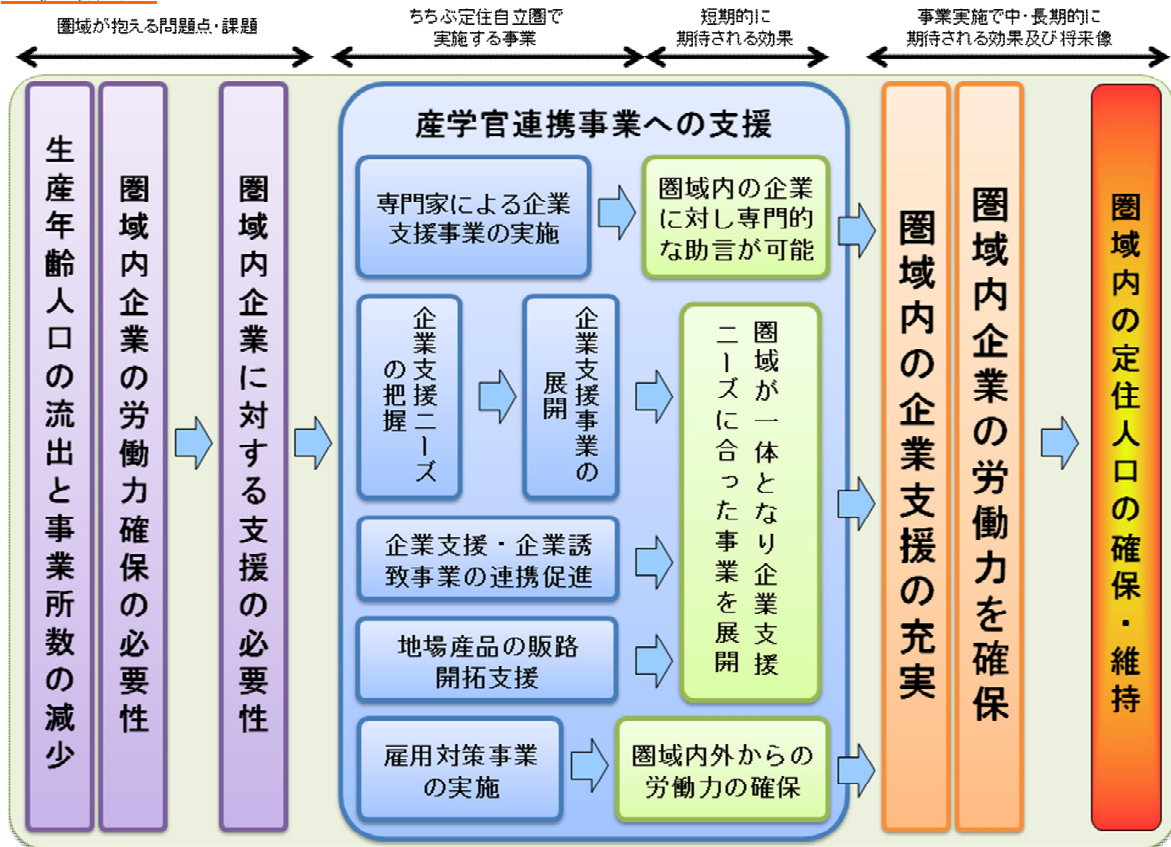 圏域が抱える問題点・課題
ちちぶ定住自立圏で
実施する事業
短期的に
期待される効果
事業実施で中・長期的に
期待される効果及び将来像
生産年齢人口の流出と事業所数の減少
圏域内企業の労働力確保の必要性
圏域内企業に対する支援の必要性
産学官連携事業への支援
専門家による企業
支援事業の実施
圏域内の企業
に対し専門的
な助言が可能
企業支援ニーズ
の把握
企業支援事業の
展開
圏域が一体となり企業支援
ニーズに合った事業を展開
企業支援・企業誘
致事業の連携促進
地場産品の販路
開拓支援
雇用対策事業
の実施
圏域内外からの
労働力の確保
圏域内の企業支援の充実
圏域内企業の労働力を確保
圏域内の定住人口の確保・維持